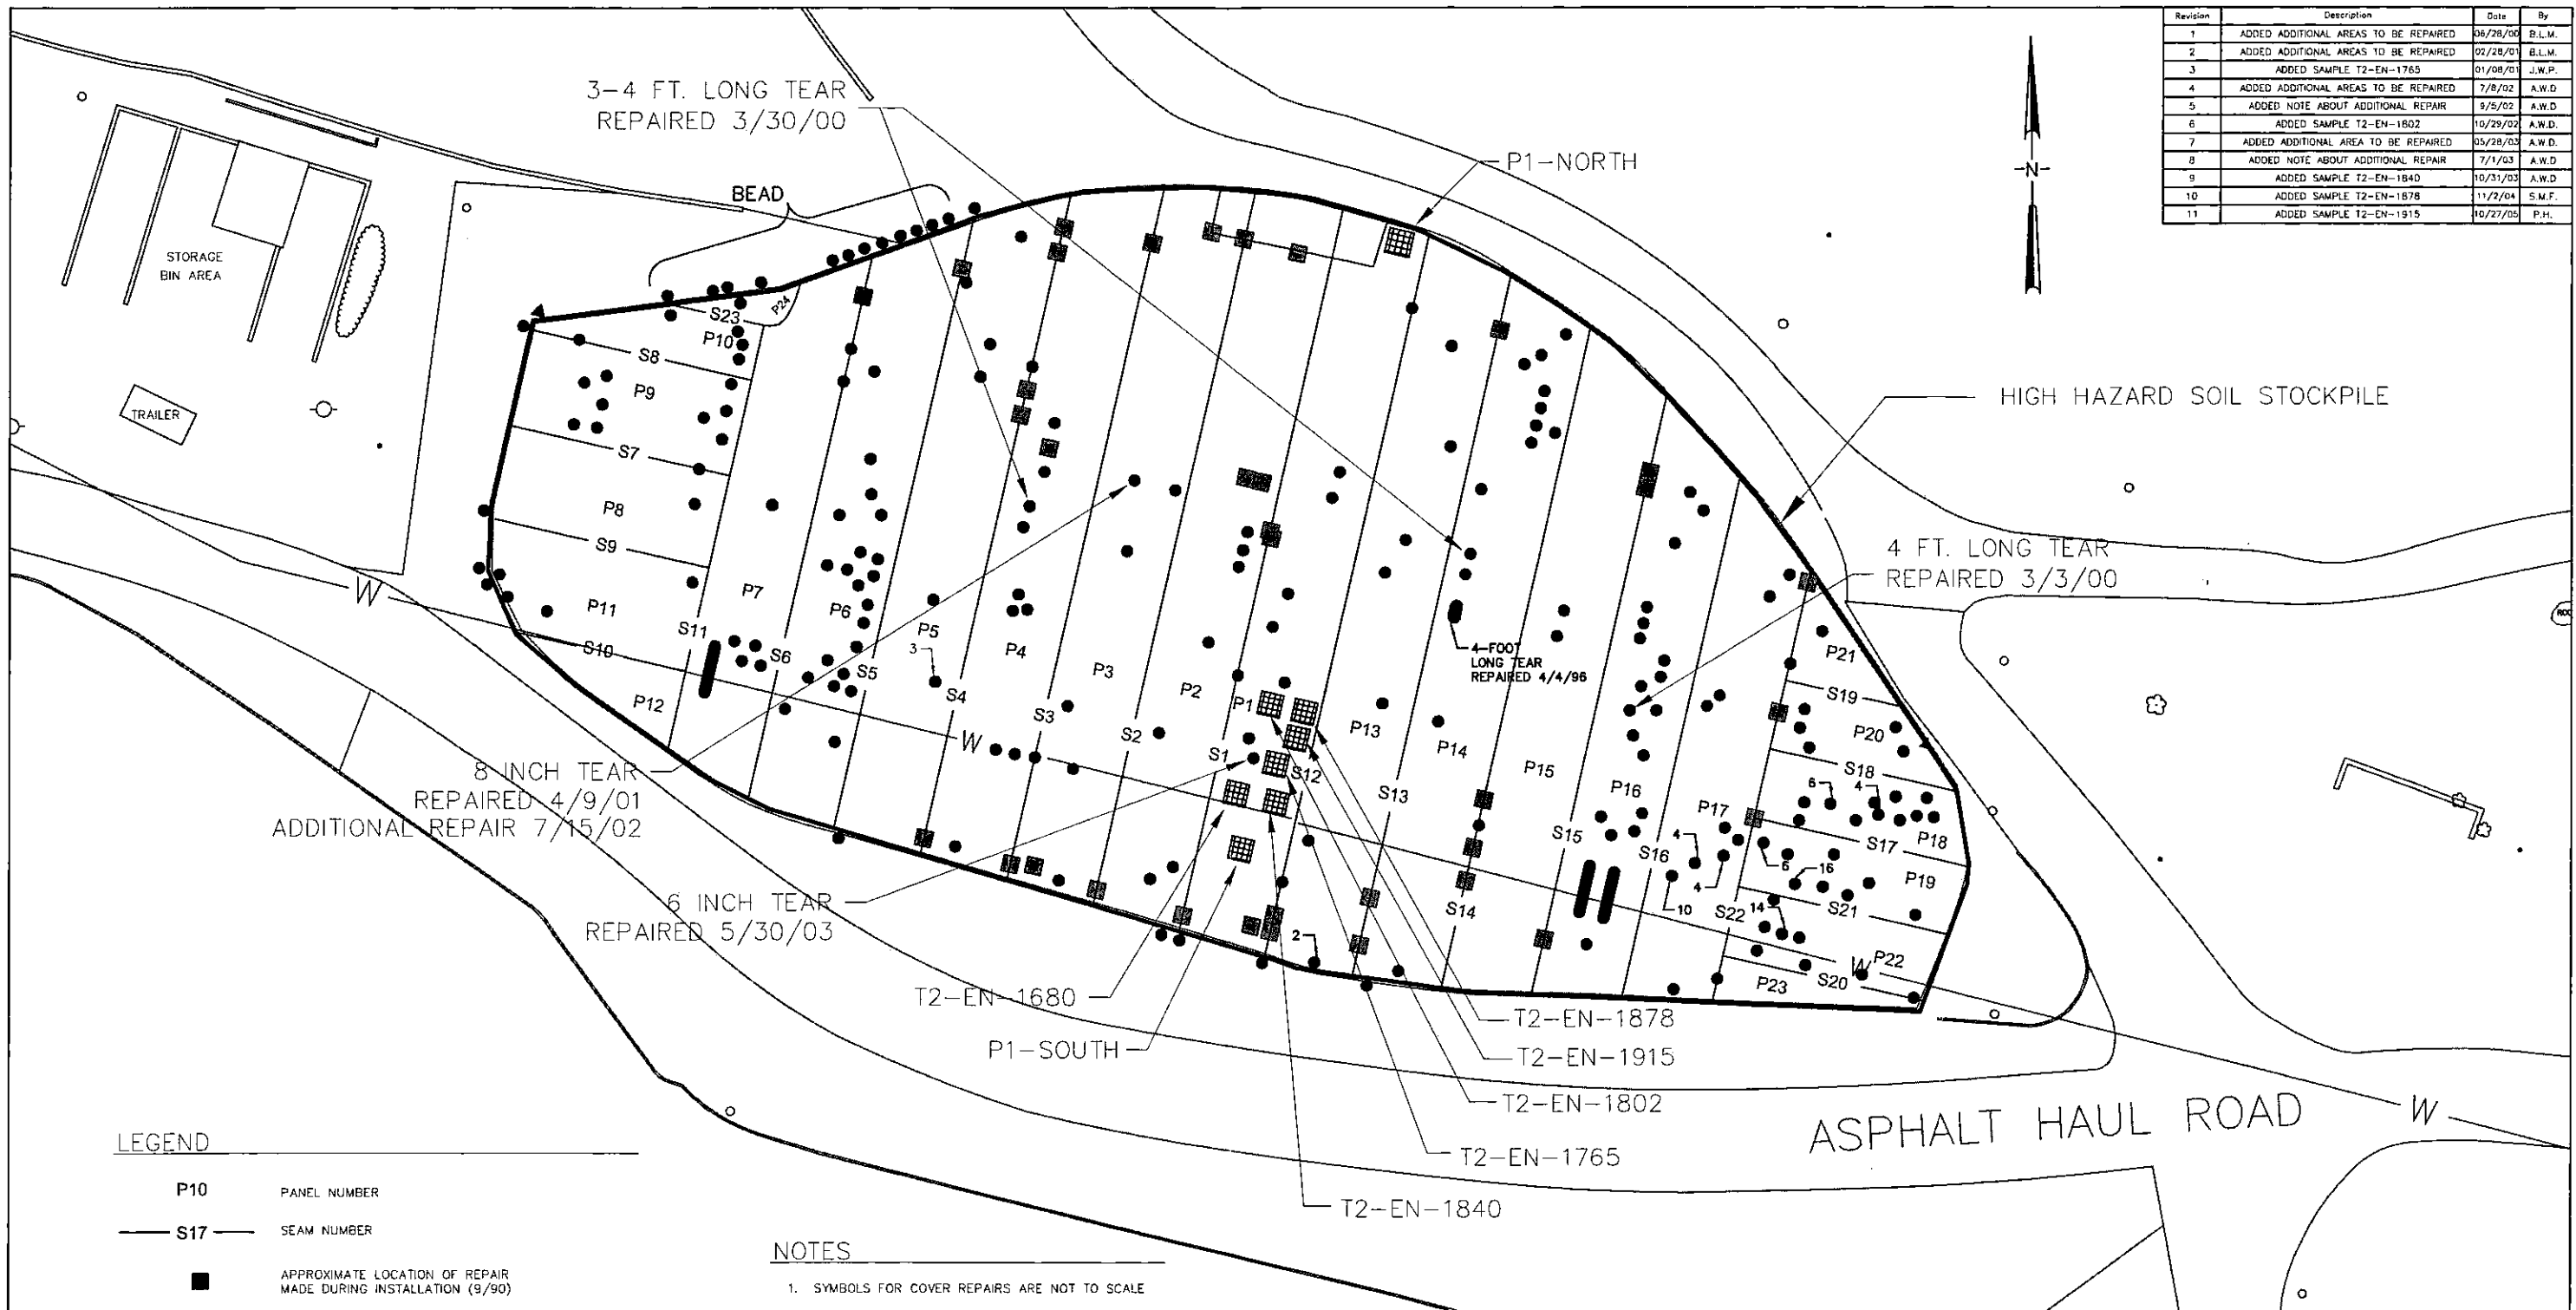 Revision Description Date By
1 ADDED ADDITIONAL AREAS TO BE REPAIRED 06/28/00 B.L.M.
2 ADDED ADDITIONAL AREAS TO BE REPAIRED 02/28/01 B.L.M.
3 ADDED SAMPLE T2-EN-1765 01/08/01 J.W.P.
4 ADDED ADDITIONAL AREAS TO BE REPAIRED 7/8/02 A.W.D
5 ADDED NOTE ABOUT ADDITIONAL REPAIR 9/5/02 A.W.D
6 ADDED SAMPLE T2-EN-1802 10/29/02 A.W.D.
7 ADDED ADDITIONAL AREA TO BE REPAIRED 05/28/03 A.W.D.
8 ADDED NOTE ABOUT ADDITIONAL REPAIR 7/1/03 A.W.D
9 ADDED SAMPLE T2-EN-1840 10/31/03 A.W.D
10 ADDED SAMPLE T2-EN-1878 11/2/04 S.M.F.
11 ADDED SAMPLE T2-EN-1915 10/27/05 P.H.
3-4 FT. LONG TEAR
REPAIRED 3/30/00
P1-NORTH
-N-
BEAD
STORAGE
BIN AREA
TRAILER
HIGH HAZARD SOIL STOCKPILE
4 FT. LONG TEAR
REPAIRED 3/3/00
P24
S23
P10
S8
P9
S7
P8
S9
P11
S10
P12
S11
P7
S6
P6
S5
P5
3
S4
P4
S3
P3
S2
P2
S1
P1
S12
P13
S13
P14
S14
P15
S15
P16
S16
P17
S22
4-FOOT
LONG TEAR
REPAIRED 4/4/96
P21
S19
P20
S18
6
4
P18
S17
6
16
P19
S21
14
4
4
10
2
P22
S20
P23
W
W
W
W
8 INCH TEAR
REPAIRED 4/9/01
ADDITIONAL REPAIR 7/15/02
6 INCH TEAR
REPAIRED 5/30/03
T2-EN-1680
P1-SOUTH
T2-EN-1878
T2-EN-1915
T2-EN-1802
T2-EN-1765
T2-EN-1840
ASPHALT HAUL ROAD
LEGEND
P10 PANEL NUMBER
S17 SEAM NUMBER
APPROXIMATE LOCATION OF REPAIR
MADE DURING INSTALLATION (9/90)
NOTES
1. SYMBOLS FOR COVER REPAIRS ARE NOT TO SCALE